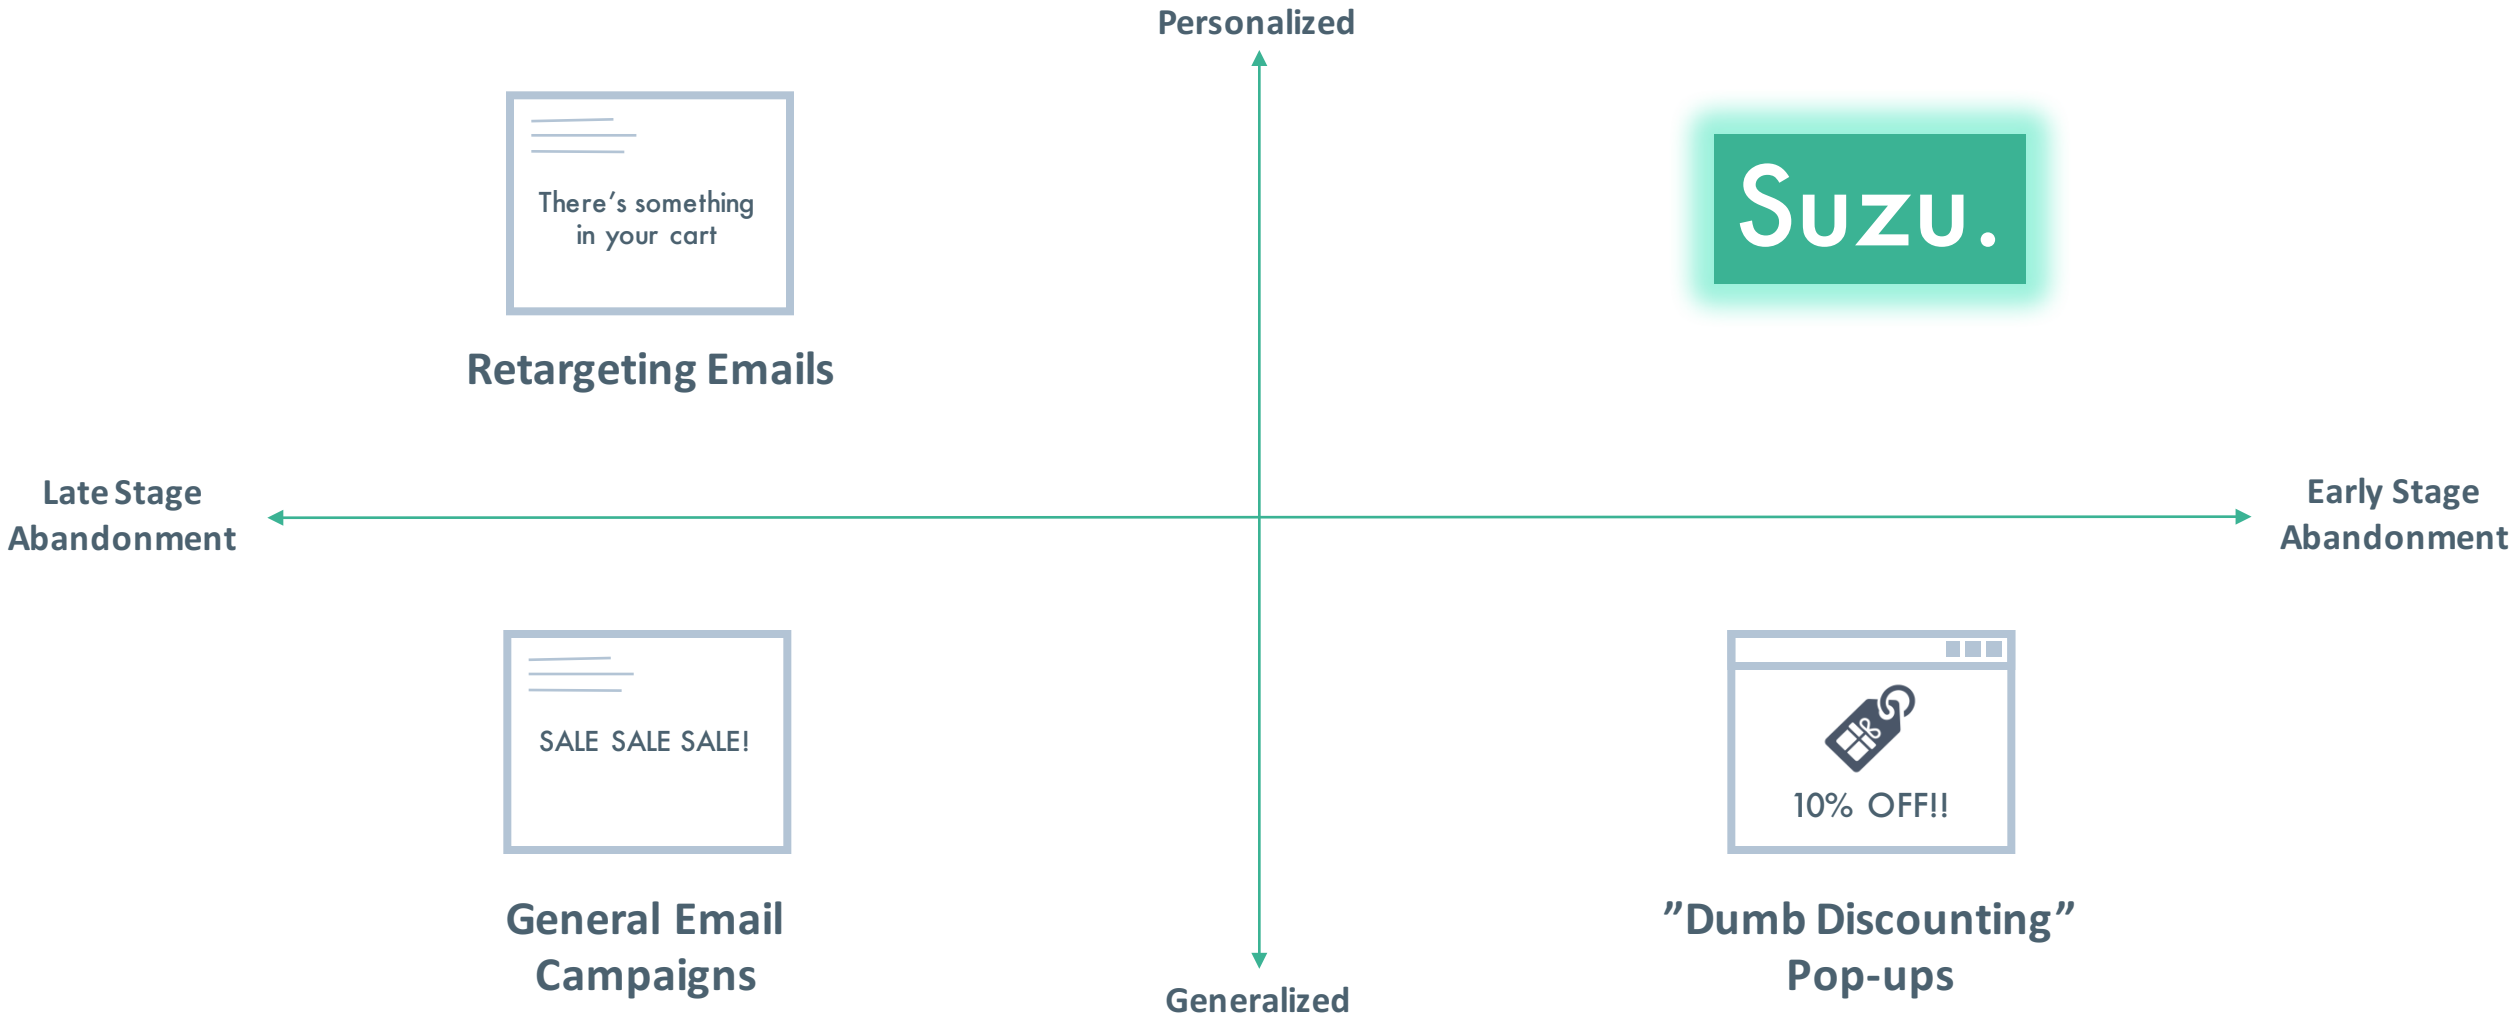 Personalized
There’s something
in your cart
Retargeting Emails
Suzu.
Late Stage
Abandonment
Early Stage
Abandonment
SALE SALE SALE!
General Email
Campaigns
10% OFF!!
”Dumb Discounting”
Pop-ups
Generalized